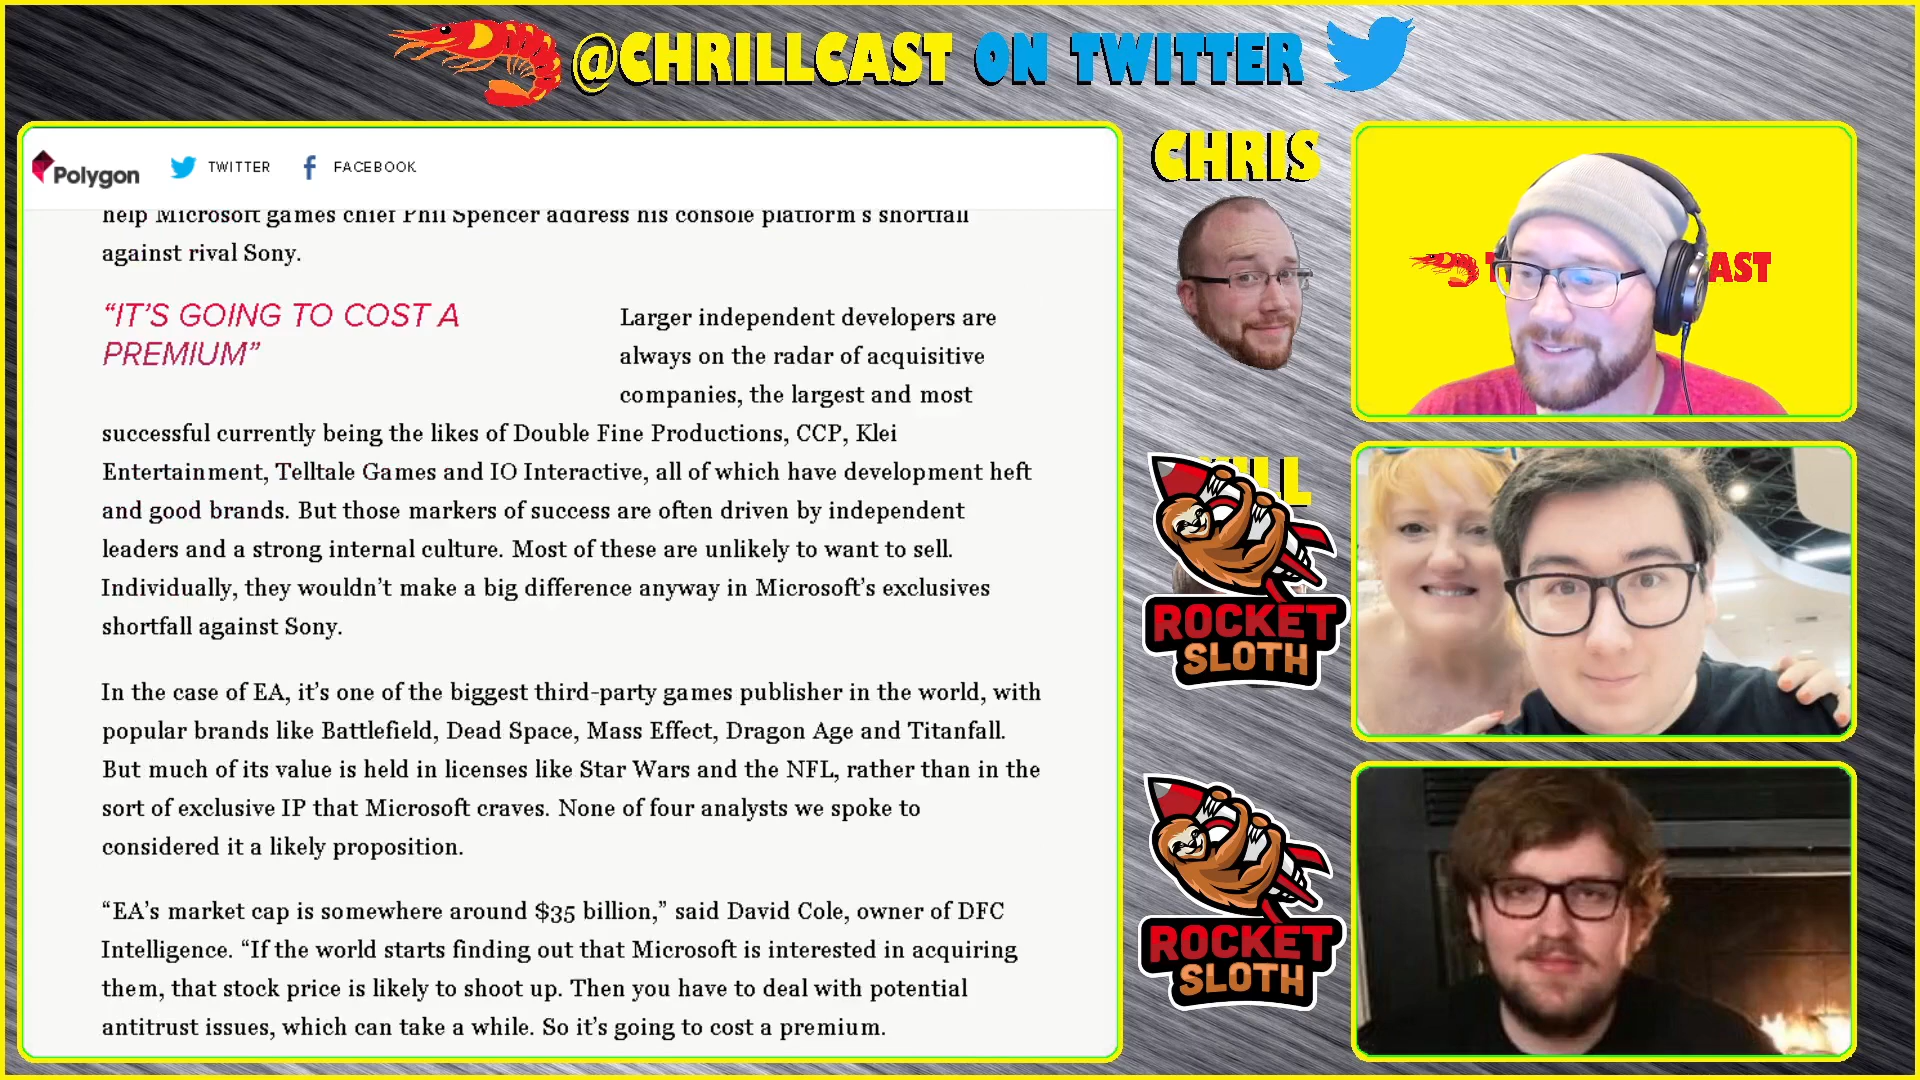 @CHRILLCAST ON TWITTER
Polygon
TWITTER
FACEBOOK
help Microsoft games chief Phil Spencer address his console platform's shortfall
against rival Sony.
“IT’S GOING TO COST A
PREMIUM”
Larger independent developers are
always on the radar of acquisitive
companies, the largest and most
successful currently being the likes of Double Fine Productions, CCP, Klei
Entertainment, Telltale Games and IO Interactive, all of which have development heft
and good brands. But those markers of success are often driven by independent
leaders and a strong internal culture. Most of these are unlikely to want to sell.
Individually, they wouldn’t make a big difference anyway in Microsoft’s exclusives
shortfall against Sony.
In the case of EA, it’s one of the biggest third-party games publisher in the world, with
popular brands like Battlefield, Dead Space, Mass Effect, Dragon Age and Titanfall.
But much of its value is held in licenses like Star Wars and the NFL, rather than in the
sort of exclusive IP that Microsoft craves. None of four analysts we spoke to
considered it a likely proposition.
“EA’s market cap is somewhere around $35 billion,” said David Cole, owner of DFC
Intelligence. “If the world starts finding out that Microsoft is interested in acquiring
them, that stock price is likely to shoot up. Then you have to deal with potential
antitrust issues, which can take a while. So it’s going to cost a premium.
CHRIS
AST
ROCKET
SLOTH
ROCKET
SLOTH